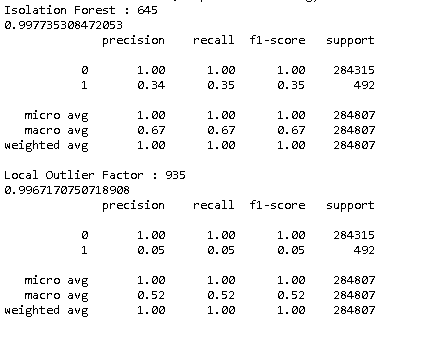 Isolation Forest : 645
0.997735308472053
precision recall f1-score support
0 1.00 1.00 1.00 284315
1 0.34 0.35 0.35 492
micro avg 1.00 1.00 1.00 284807
macro avg 0.67 0.67 0.67 284807
weighted avg 1.00 1.00 1.00 284807
Local Outlier Factor : 935
0.9967170750718908
precision recall f1-score support
0 1.00 1.00 1.00 284315
1 0.05 0.05 0.05 492
micro avg 1.00 1.00 1.00 284807
macro avg 0.52 0.52 0.52 284807
weighted avg 1.00 1.00 1.00 284807